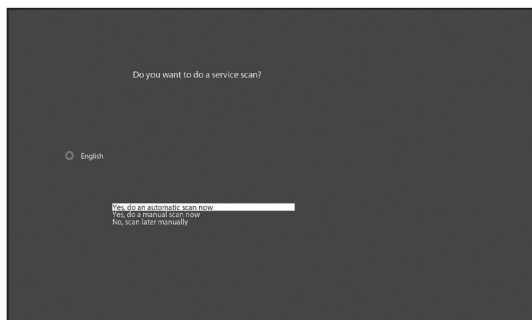 Do you want to do a service scan?
English
Yes, do an automatic scan now
Yes, do a manual scan now
No, scan later manually